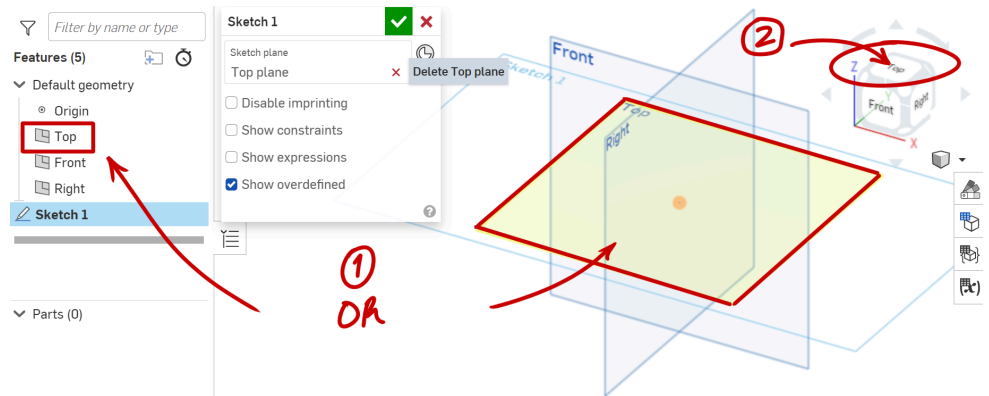 Filter by name or type
Features (5)
Default geometry
Origin
Top
Front
Right
Sketch 1
Parts (0)
Sketch 1
Sketch plane
Top plane
Delete Top plane
Disable imprinting
Show constraints
Show expressions
Show overdefined
1
OR
Front
Sketch 1
Top
Right
2
Z
Top
Y
Front
Right
X
(x)